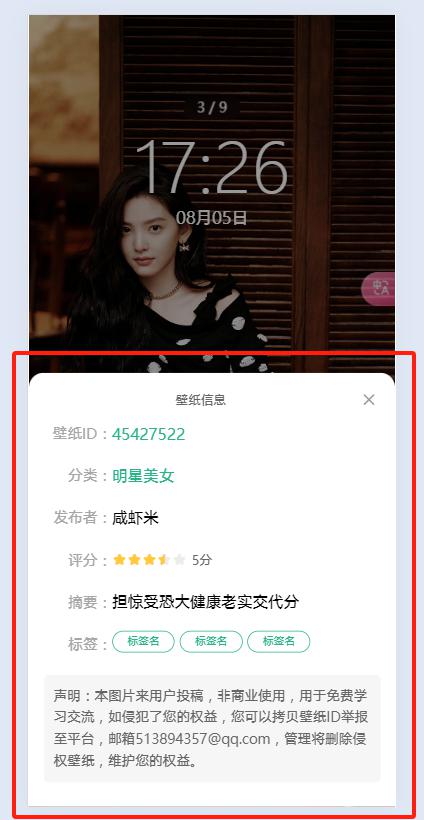 3 / 9
17:26
08月05日
中
A
壁纸信息
壁纸ID：45427522
分类：明星美女
发布者：咸虾米
评分：5分
摘要：担惊受恐大健康老实交代分
标签：标签名 标签名 标签名
声明：本图片来用户投稿，非商业使用，用于免费学
习交流，如侵犯了您的权益，您可以拷贝壁纸ID举报
至平台，邮箱513894357@qq.com，管理将删除侵
权壁纸，维护您的权益。